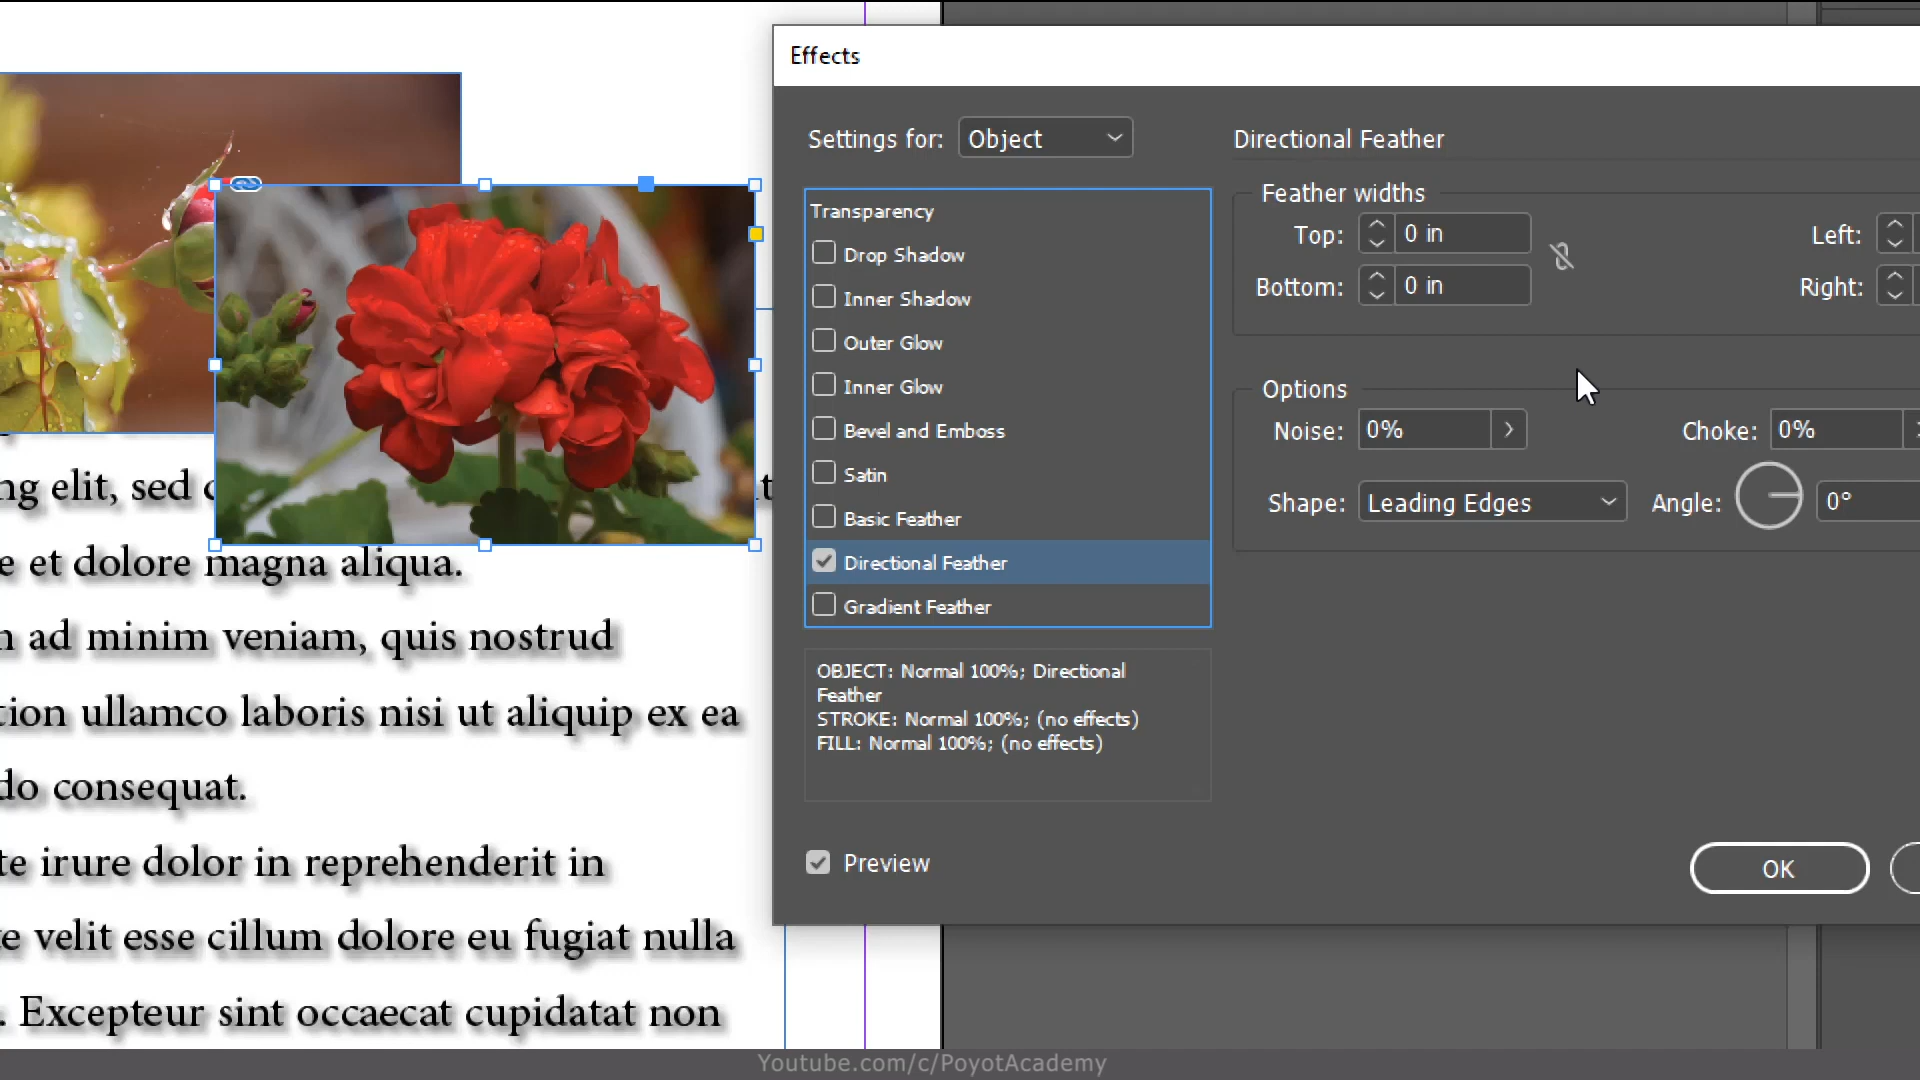 Effects
Settings for: Object
Directional Feather
Transparency
Drop Shadow
Inner Shadow
Outer Glow
Inner Glow
Bevel and Emboss
Satin
Basic Feather
Directional Feather
Gradient Feather
Feather widths
Top: 0 in
Left:
Bottom: 0 in
Right:
Options
Noise: 0%
Choke: 0%
Shape: Leading Edges
Angle: 0°
OBJECT: Normal 100%; Directional
Feather
STROKE: Normal 100%; (no effects)
FILL: Normal 100%; (no effects)
Preview
OK
elit, sed
et dolore magna aliqua.
ad minim veniam, quis nostrud
ullamco laboris nisi ut aliquip ex ea
do consequat.
irure dolor in reprehenderit in
velit esse cillum dolore eu fugiat nulla
. Excepteur sint occaecat cupidatat non
Youtube.com/c/PoyotAcademy